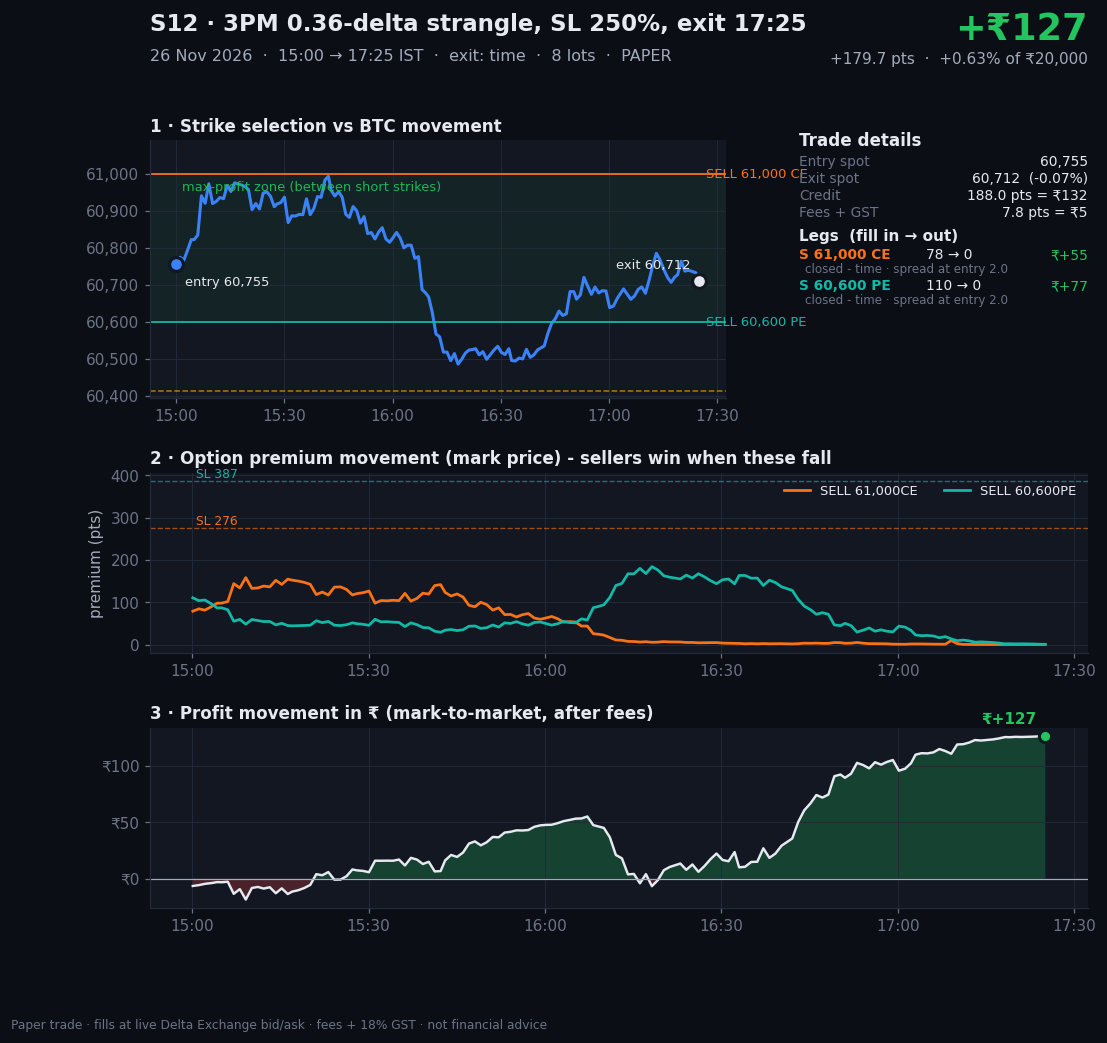 S12 · 3PM 0.36-delta strangle, SL 250%, exit 17:25
+₹127
26 Nov 2026 · 15:00 → 17:25 IST · exit: time · 8 lots · PAPER
+179.7 pts · +0.63% of ₹20,000
1 · Strike selection vs BTC movement
61,000
60,900
60,800
60,700
60,600
60,500
60,400
max-profit zone (between short strikes)
SELL 61,000 CE
entry 60,755
exit 60,712
SELL 60,600 PE
15:00
15:30
16:00
16:30
17:00
17:30
Trade details
Entry spot 60,755
Exit spot 60,712 (-0.07%)
Credit 188.0 pts = ₹132
Fees + GST 7.8 pts = ₹5
Legs (fill in → out)
S 61,000 CE 78 → 0 ₹+55
closed - time · spread at entry 2.0
S 60,600 PE 110 → 0 ₹+77
closed - time · spread at entry 2.0
2 · Option premium movement (mark price) - sellers win when these fall
premium (pts)
400
300
200
100
0
SL 387
SL 276
SELL 61,000CE
SELL 60,600PE
15:00
15:30
16:00
16:30
17:00
17:30
3 · Profit movement in ₹ (mark-to-market, after fees)
₹+127
₹100
₹50
₹0
15:00
15:30
16:00
16:30
17:00
17:30
Paper trade · fills at live Delta Exchange bid/ask · fees + 18% GST · not financial advice